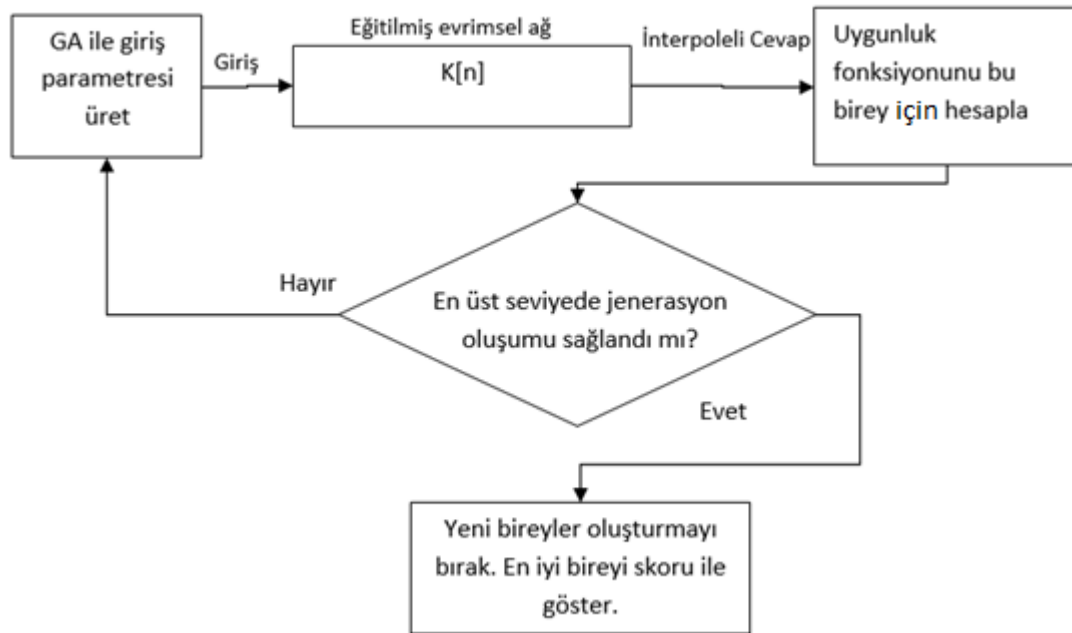 GA ile giriş
parametresi
üret
Giriş
Eğitilmiş evrimsel ağ
K[n]
İnterpoleli Cevap
Uygunluk
fonksiyonunu bu
birey için hesapla
Hayır
En üst seviyede jenerasyon
oluşumu sağlandı mı?
Evet
Yeni bireyler oluşturmayı
bırak. En iyi bireyi skoru ile
göster.